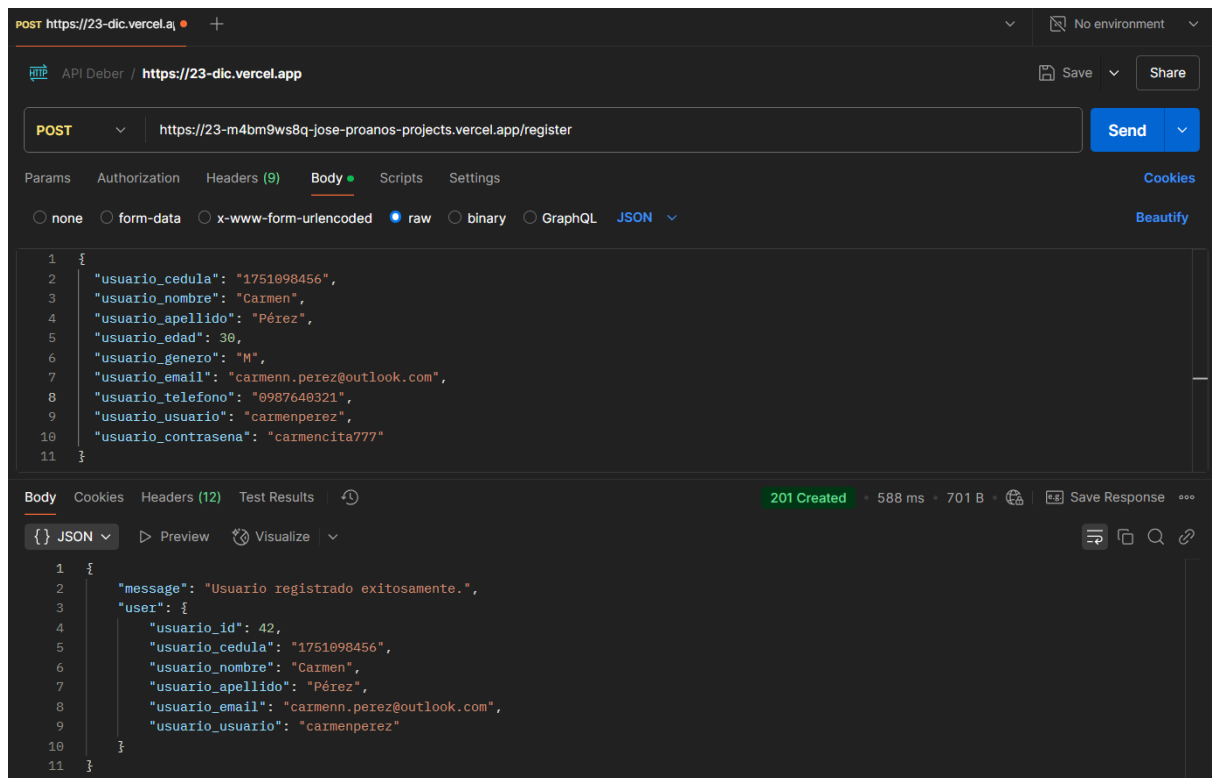 POST https://23-dic.vercel.a
No environment
HTTP API Deber / https://23-dic.vercel.app
Save Share
POST https://23-m4bm9ws8q-jose-proanos-projects.vercel.app/register Send
Params Authorization Headers (9) Body Scripts Settings Cookies
none form-data x-www-form-urlencoded raw binary GraphQL JSON Beautify
1 {
2 "usuario_cedula": "1751098456",
3 "usuario_nombre": "Carmen",
4 "usuario_apellido": "Pérez",
5 "usuario_edad": 30,
6 "usuario_genero": "M",
7 "usuario_email": "carmenn.perez@outlook.com",
8 "usuario_telefono": "0987640321",
9 "usuario_usuario": "carmenperez",
10 "usuario_contrasena": "carmencita777"
11 }
Body Cookies Headers (12) Test Results 201 Created 588 ms 701 B e.g. Save Response
{} JSON Preview Visualize
1 {
2 "message": "Usuario registrado exitosamente.",
3 "user": {
4 "usuario_id": 42,
5 "usuario_cedula": "1751098456",
6 "usuario_nombre": "Carmen",
7 "usuario_apellido": "Pérez",
8 "usuario_email": "carmenn.perez@outlook.com",
9 "usuario_usuario": "carmenperez"
10 }
11 }